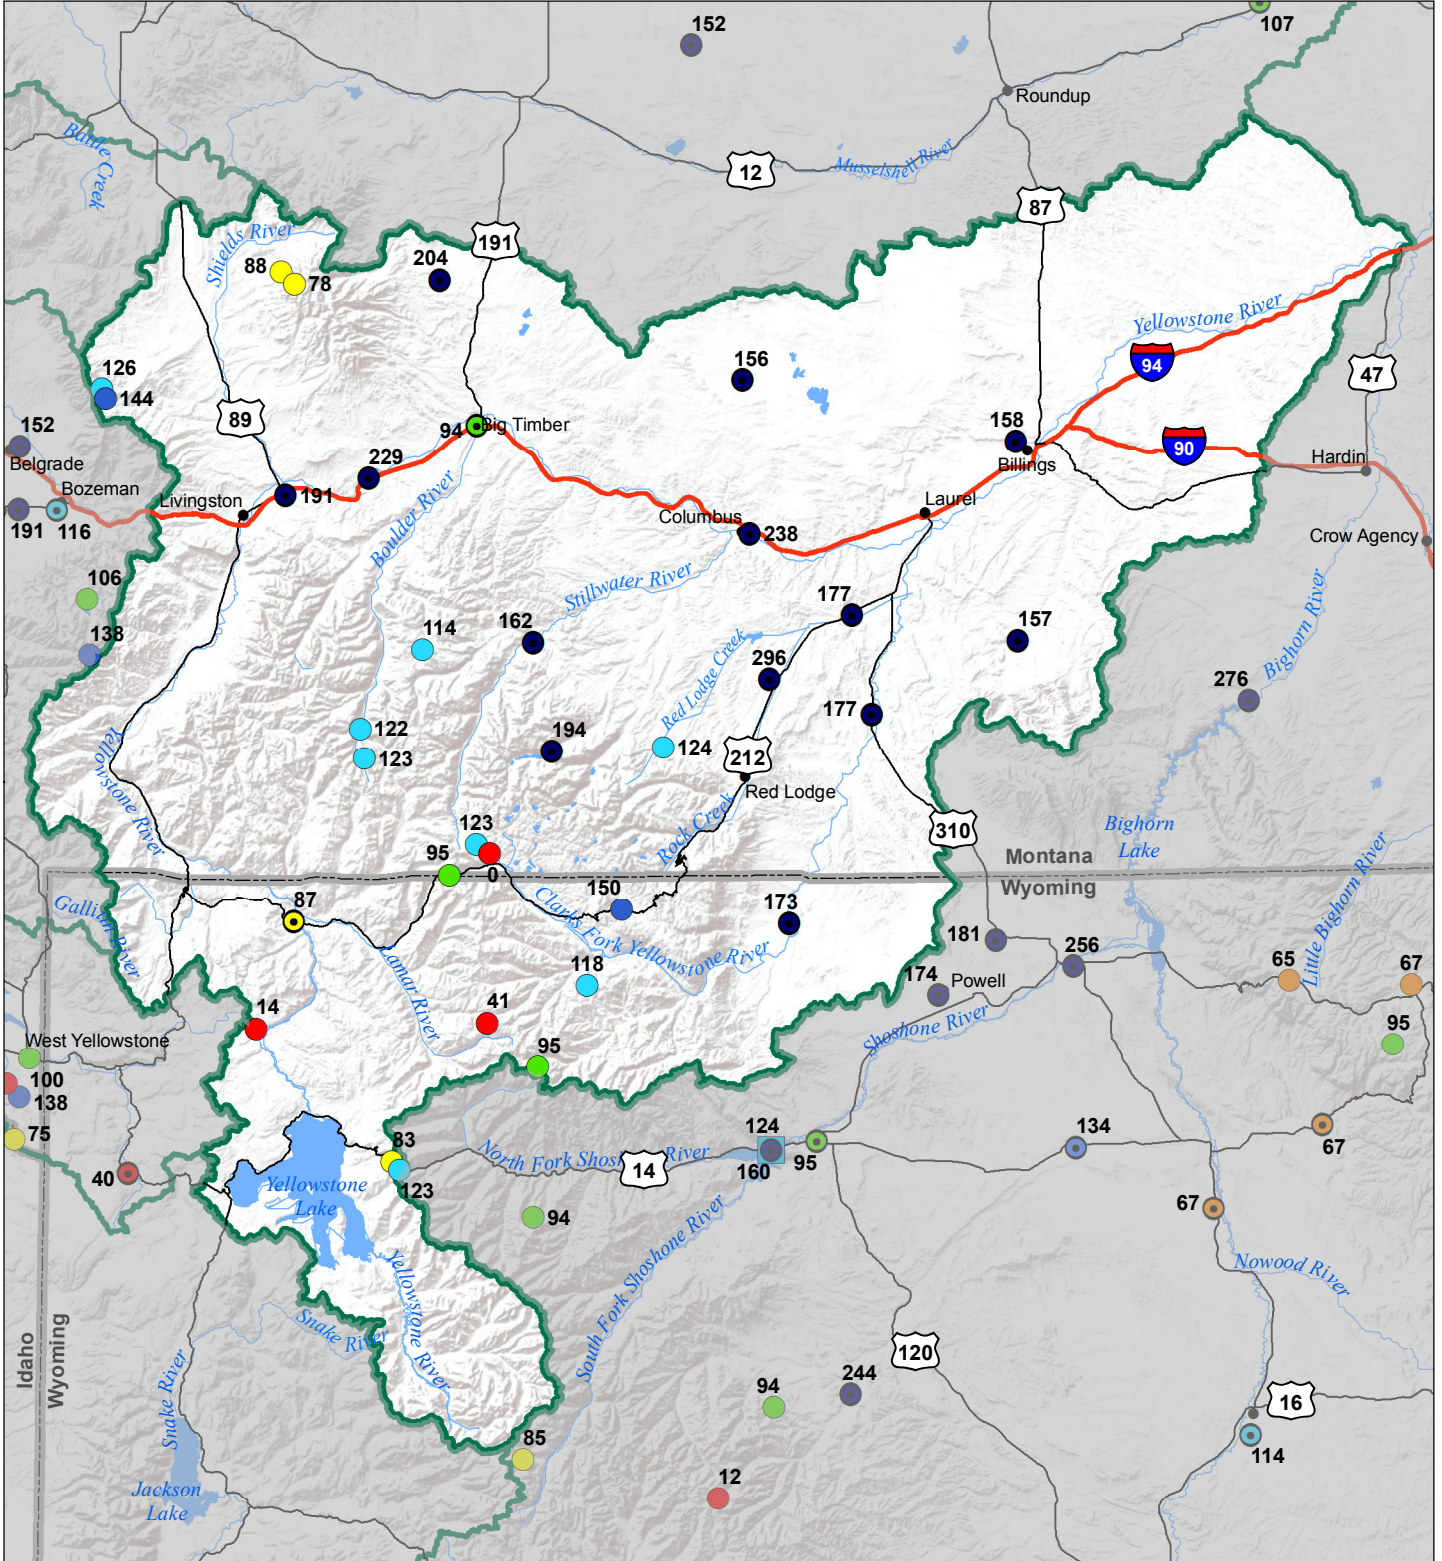 152
107
Roundup
Battle
Creek
12
Musselshell River
87
191
Shields River
88
78
204
Yellowstone River
94
47
126
144
156
89
152
Belgrade
94
Big Timber
158
Billings
90
Hardin
229
Bozeman
Livingston
191
191
116
Boulder River
Columbus
238
Laurel
Crow Agency
106
138
Stillwater River
177
114
162
157
Red Lodge Creek
296
Bighorn River
276
177
122
123
194
124
212
Red Lodge
Yellowstone River
310
Bighorn
Lake
123
95
0
Rock Creek
Montana
Wyoming
Little Bighorn River
Gallatin River
87
150
Clarks Fork Yellowstone River
173
181
256
Lamar River
118
174
Powell
65
67
14
41
Shoshone River
95
West Yellowstone
95
100
138
75
40
83
123
North Fork Shoshone River
14
124
160
95
134
67
Yellowstone
Lake
94
67
South Fork Shoshone River
Yellowstone River
Nowood River
Snake River
Idaho
Wyoming
Snake River
120
94
244
16
114
85
12
Jackson
Lake